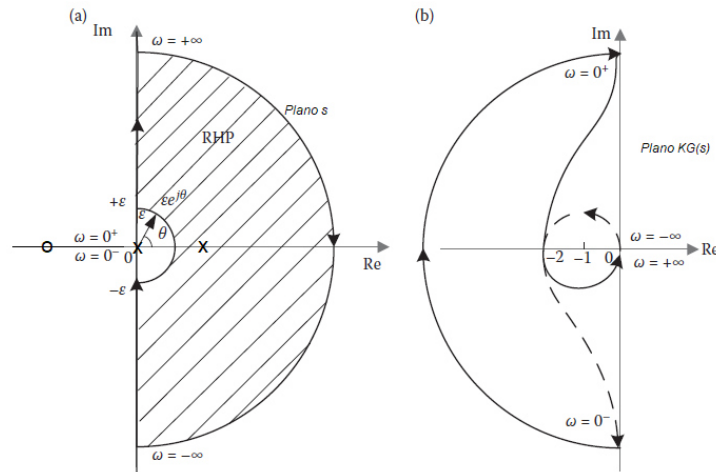 (a)
Im
ω = +∞
Plano s
RHP
+ε
ε
εe^jθ
θ
ω = 0⁺
ω = 0⁻
0
Re
−ε
ω = −∞
(b)
Im
ω = 0⁺
Plano KG(s)
ω = −∞
−2
−1
0
Re
ω = +∞
ω = 0⁻